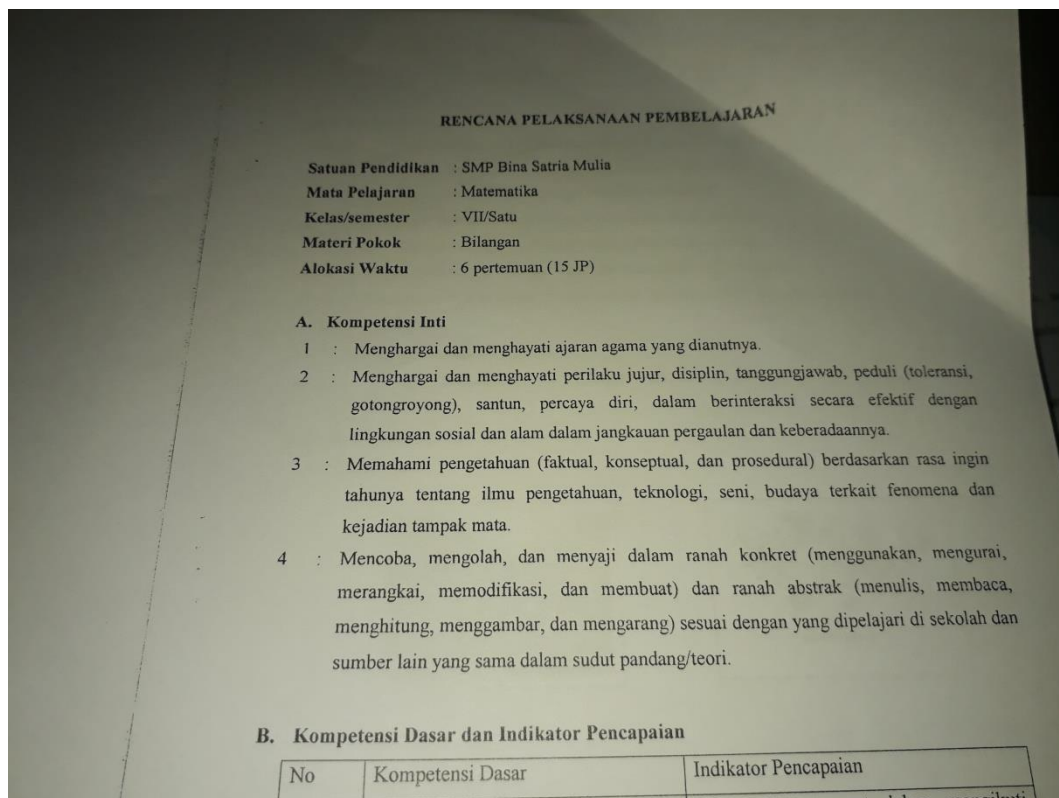 RENCANA PELAKSANAAN PEMBELAJARAN
Satuan Pendidikan : SMP Bina Satria Mulia
Mata Pelajaran : Matematika
Kelas/semester : VII/Satu
Materi Pokok : Bilangan
Alokasi Waktu : 6 pertemuan (15 JP)
A. Kompetensi Inti
1 : Menghargai dan menghayati ajaran agama yang dianutnya.
2 : Menghargai dan menghayati perilaku jujur, disiplin, tanggungjawab, peduli (toleransi,
gotongroyong), santun, percaya diri, dalam berinteraksi secara efektif dengan
lingkungan sosial dan alam dalam jangkauan pergaulan dan keberadaannya.
3 : Memahami pengetahuan (faktual, konseptual, dan prosedural) berdasarkan rasa ingin
tahunya tentang ilmu pengetahuan, teknologi, seni, budaya terkait fenomena dan
kejadian tampak mata.
4 : Mencoba, mengolah, dan menyaji dalam ranah konkret (menggunakan, mengurai,
merangkai, memodifikasi, dan membuat) dan ranah abstrak (menulis, membaca,
menghitung, menggambar, dan mengarang) sesuai dengan yang dipelajari di sekolah dan
sumber lain yang sama dalam sudut pandang/teori.
B. Kompetensi Dasar dan Indikator Pencapaian
No Kompetensi Dasar Indikator Pencapaian